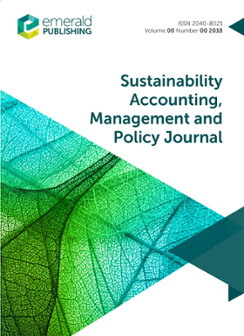 emerald
PUBLISHING
ISSN 2040-8021
Volume 00 Number 00 2018
Sustainability
Accounting,
Management and
Policy Journal